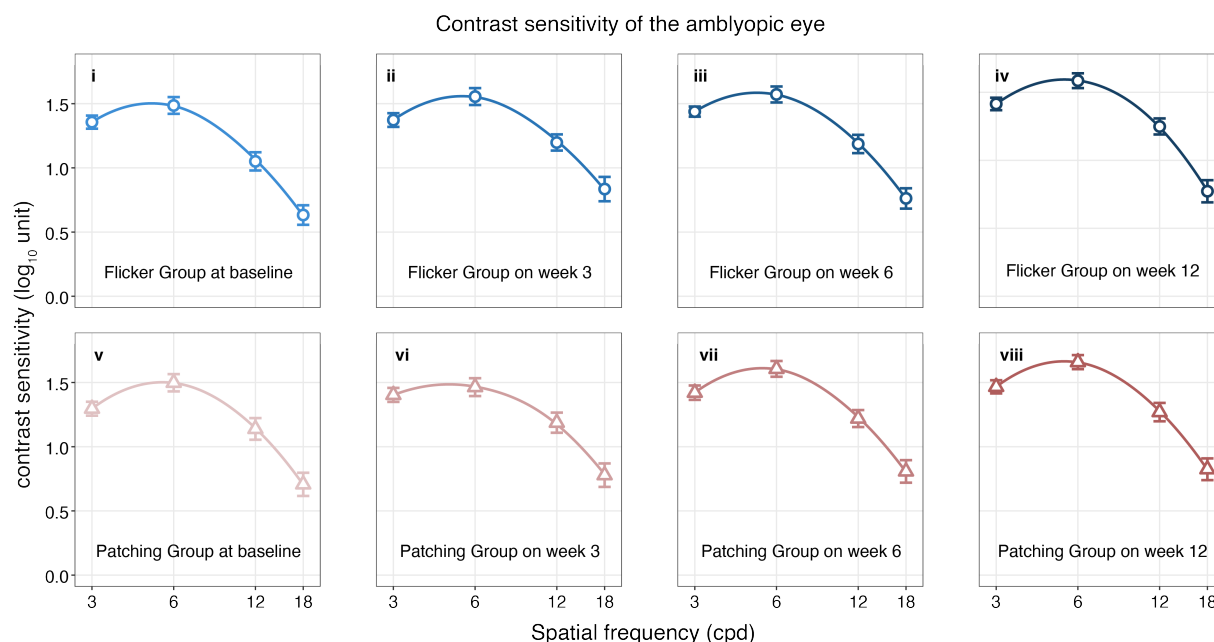 Contrast sensitivity of the amblyopic eye
contrast sensitivity (log10 unit)
i
1.5
1.0
0.5
0.0
Flicker Group at baseline
ii
Flicker Group on week 3
iii
Flicker Group on week 6
iv
Flicker Group on week 12
v
1.5
1.0
0.5
0.0
Patching Group at baseline
vi
Patching Group on week 3
vii
Patching Group on week 6
viii
Patching Group on week 12
3 6 12 18
3 6 12 18
3 6 12 18
3 6 12 18
Spatial frequency (cpd)